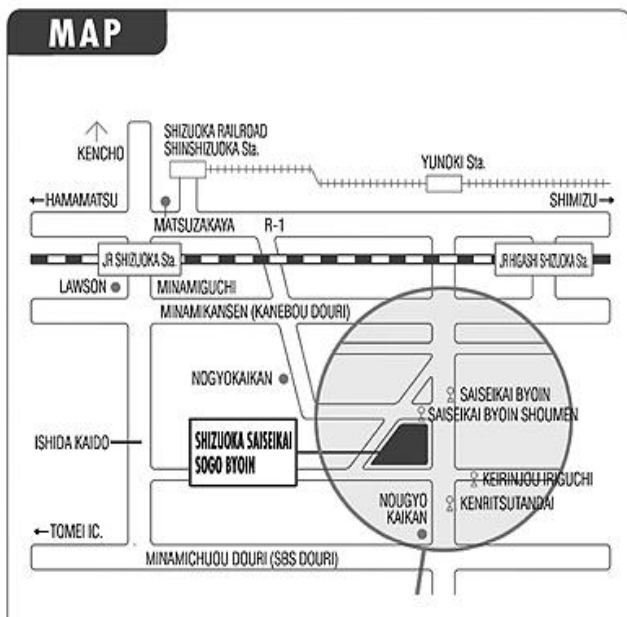 MAP
KENCHO
SHIZUOKA RAILROAD
SHINSHIZUOKA Sta.
YUNOKI Sta.
←HAMAMATSU
SHIMIZU→
MATSUZAKAYA
R-1
JR SHIZUOKA Sta.
JR HIGASHI SHIZUOKA Sta.
LAWSON
MINAMIGUCHI
MINAMIKANSEN (KANEBOU DOURI)
NOGYOKAIKAN
SAISEIKAI BYOIN
SAISEIKAI BYOIN SHOUMEN
ISHIDA KAIDO
SHIZUOKA SAISEIKAI
SOGO BYOIN
KEIRINJOU IRIGUCHI
NOUGYO
KAIKAN
KENRITSUTANDAI
←TOMEI IC.
MINAMICHUOU DOURI (SBS DOURI)